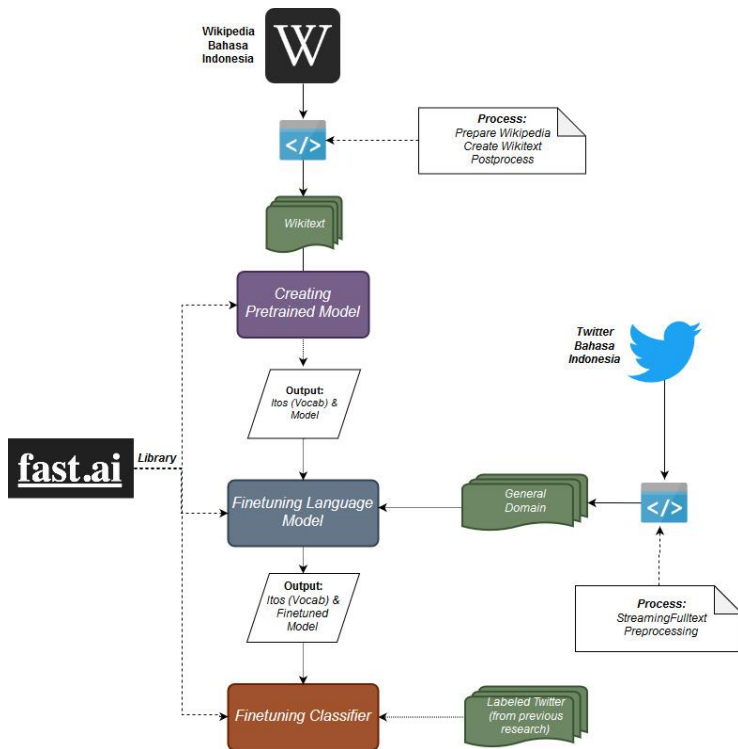 Wikipedia
Bahasa
Indonesia
W
</>
Process:
Prepare Wikipedia
Create Wikitext
Postprocess
Wikitext
Creating
Pretrained Model
Twitter
Bahasa
Indonesia
Output:
Itos (Vocab) &
Model
fast.ai
Library
Finetuning Language
Model
General
Domain
</>
Output:
Itos (Vocab) &
Finetuned
Model
Process:
StreamingFulltext
Preprocessing
Finetuning Classifier
Labeled Twitter
(from previous
research)